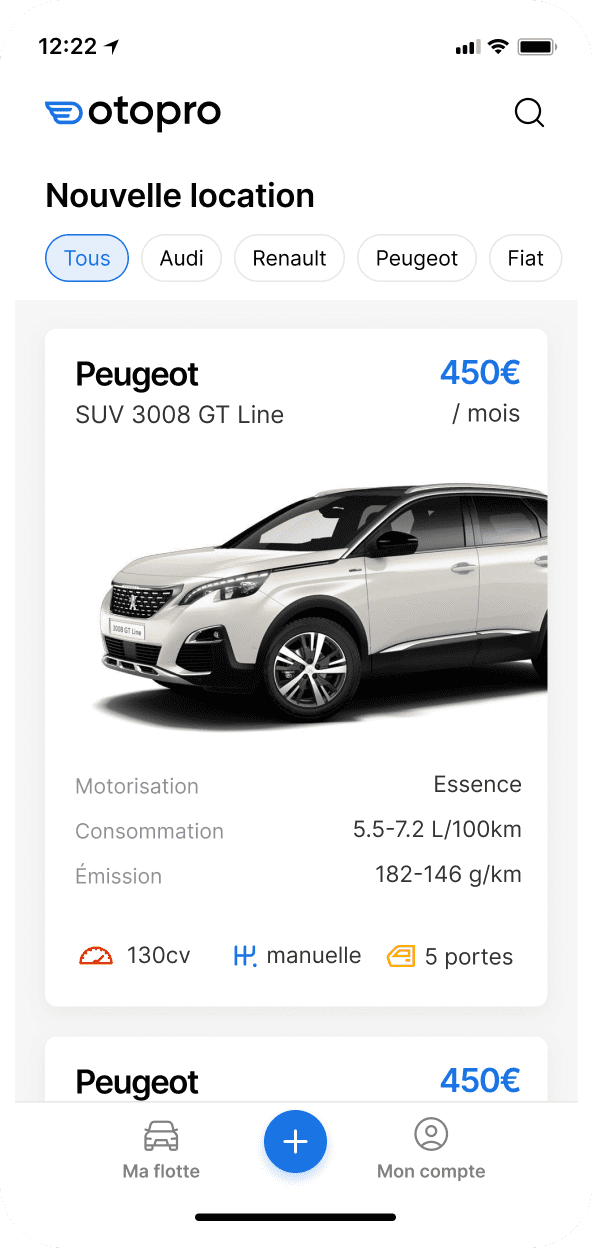 12:22
otopro
Nouvelle location
Tous Audi Renault Peugeot Fiat
Peugeot 450€
SUV 3008 GT Line / mois
3008 GT Line
Motorisation Essence
Consommation 5.5-7.2 L/100km
Émission 182-146 g/km
130cv manuelle 5 portes
Peugeot 450€
Ma flotte Mon compte